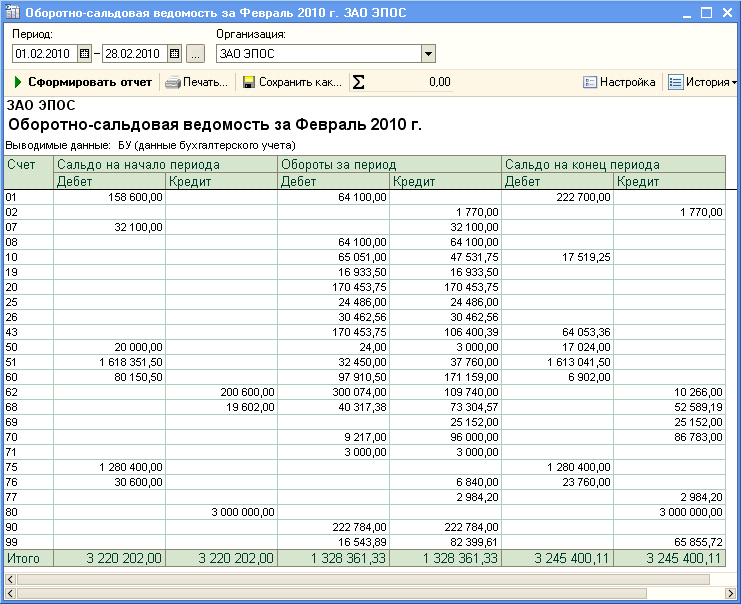 Оборотно-сальдовая ведомость за Февраль 2010 г. ЗАО ЭПОС
Период: Организация:
01.02.2010 – 28.02.2010 ... ЗАО ЭПОС
Сформировать отчет Печать... Сохранить как... Σ 0,00 Настройка История
ЗАО ЭПОС
Оборотно-сальдовая ведомость за Февраль 2010 г.
Выводимые данные: БУ (данные бухгалтерского учета)
Счет Сальдо на начало периода Обороты за период Сальдо на конец периода
Дебет Кредит Дебет Кредит Дебет Кредит
01 158 600,00 64 100,00 222 700,00
02 1 770,00 1 770,00
07 32 100,00 32 100,00
08 64 100,00 64 100,00
10 65 051,00 47 531,75 17 519,25
19 16 933,50 16 933,50
20 170 453,75 170 453,75
25 24 486,00 24 486,00
26 30 462,56 30 462,56
43 170 453,75 106 400,39 64 053,36
50 20 000,00 24,00 3 000,00 17 024,00
51 1 618 351,50 32 450,00 37 760,00 1 613 041,50
60 80 150,50 97 910,50 171 159,00 6 902,00
62 200 600,00 300 074,00 109 740,00 10 266,00
68 19 602,00 40 317,38 73 304,57 52 589,19
69 25 152,00 25 152,00
70 9 217,00 96 000,00 86 783,00
71 3 000,00 3 000,00
75 1 280 400,00 1 280 400,00
76 30 600,00 6 840,00 23 760,00
77 2 984,20 2 984,20
80 3 000 000,00 3 000 000,00
90 222 784,00 222 784,00
99 16 543,89 82 399,61 65 855,72
Итого 3 220 202,00 3 220 202,00 1 328 361,33 1 328 361,33 3 245 400,11 3 245 400,11